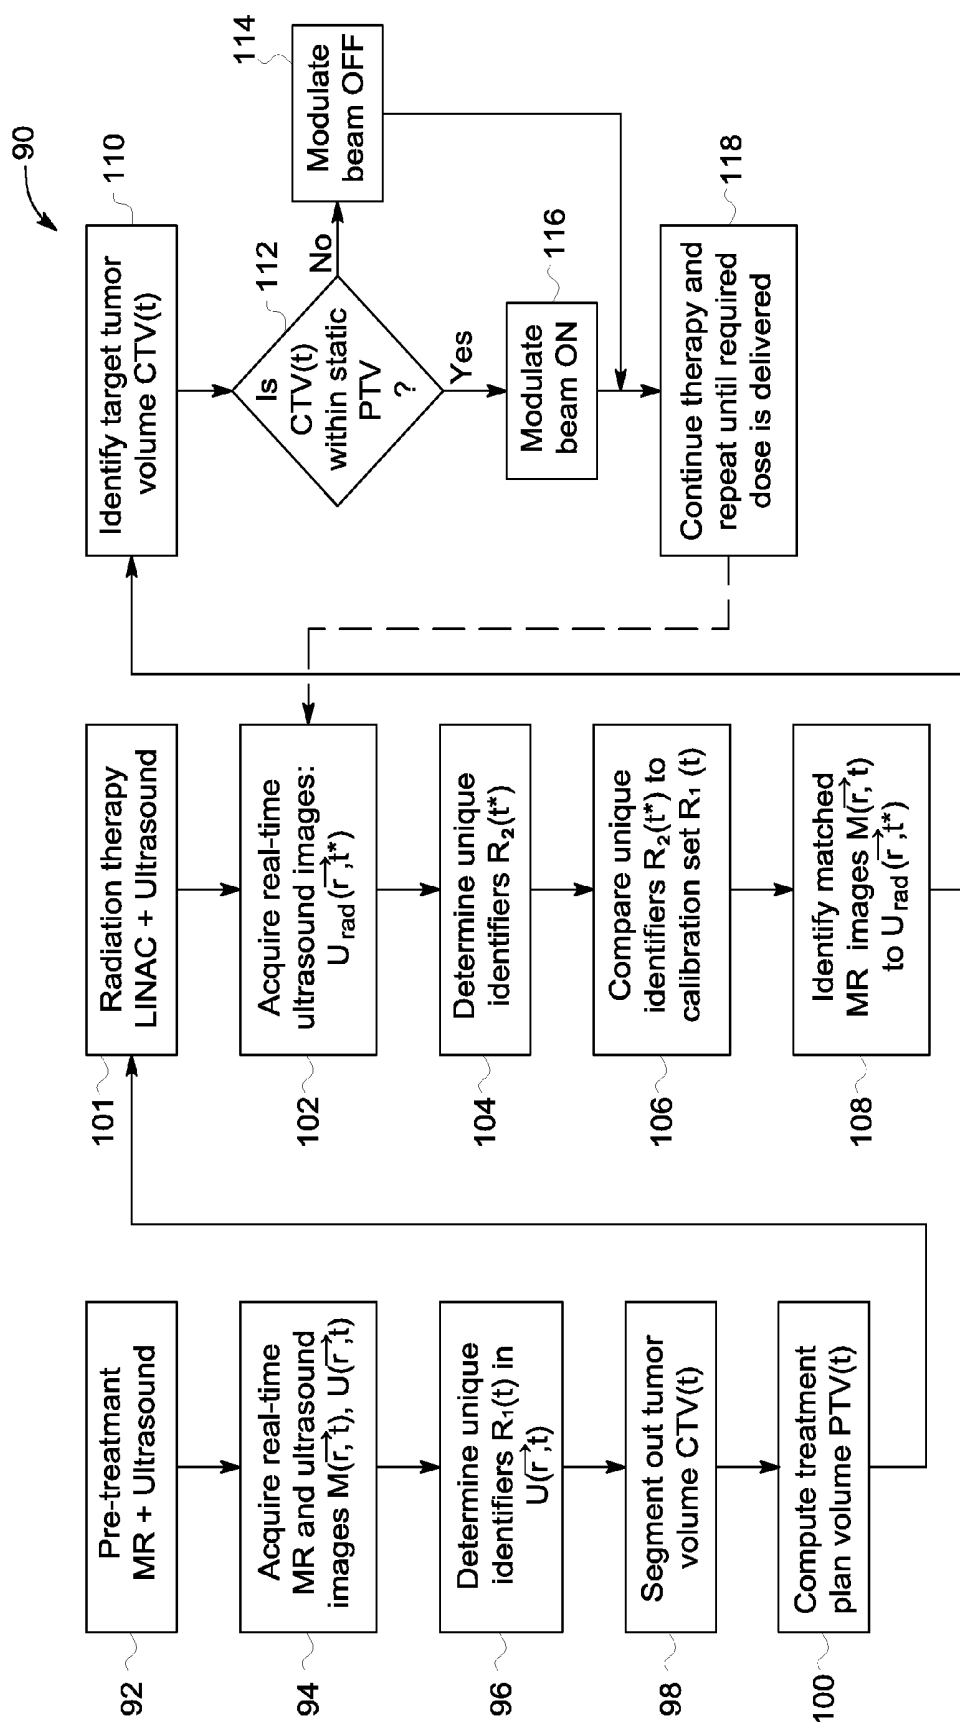 90
92
Pre-treatmant
MR + Ultrasound
94
Acquire real-time
MR and ultrasound
images M(r, t), U(r, t)
96
Determine unique
identifiers R₁(t) in
U(r, t)
98
Segment out tumor
volume CTV(t)
100
Compute treatment
plan volume PTV(t)
101
Radiation therapy
LINAC + Ultrasound
102
Acquire real-time
ultrasound images:
U rad (r, t*)
104
Determine unique
identifiers R₂(t*)
106
Compare unique
identifiers R₂(t*) to
calibration set R₁ (t)
108
Identify matched
MR images M(r, t)
to U rad (r, t*)
110
Identify target tumor
volume CTV(t)
112
Is
CTV(t)
within static
PTV
?
No
114
Modulate
beam OFF
Yes
116
Modulate
beam ON
118
Continue therapy and
repeat until required
dose is delivered